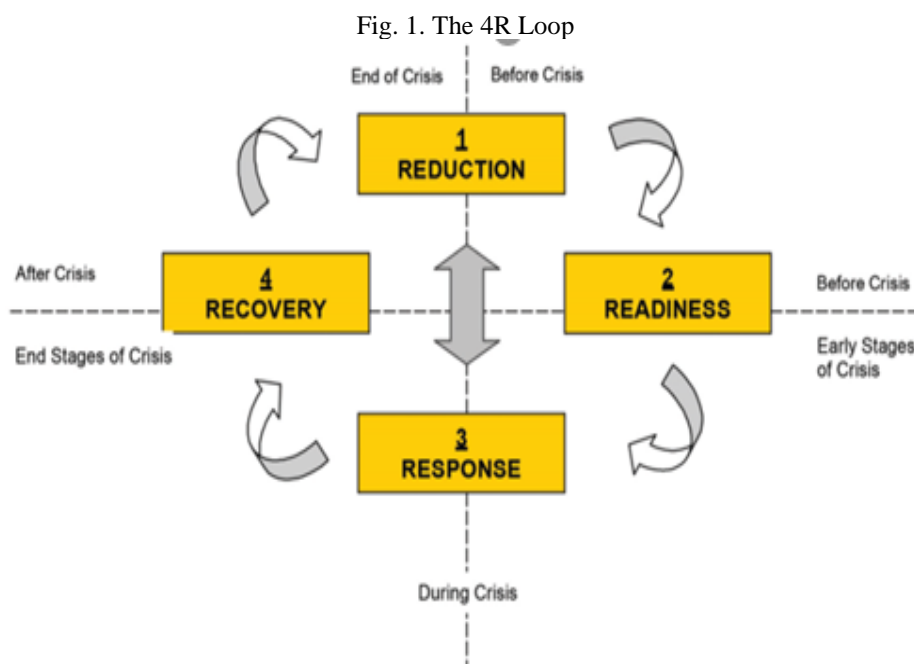 Fig. 1. The 4R Loop
End of Crisis
Before Crisis
1
REDUCTION
After Crisis
4
RECOVERY
2
READINESS
Before Crisis
End Stages of Crisis
Early Stages
of Crisis
3
RESPONSE
During Crisis